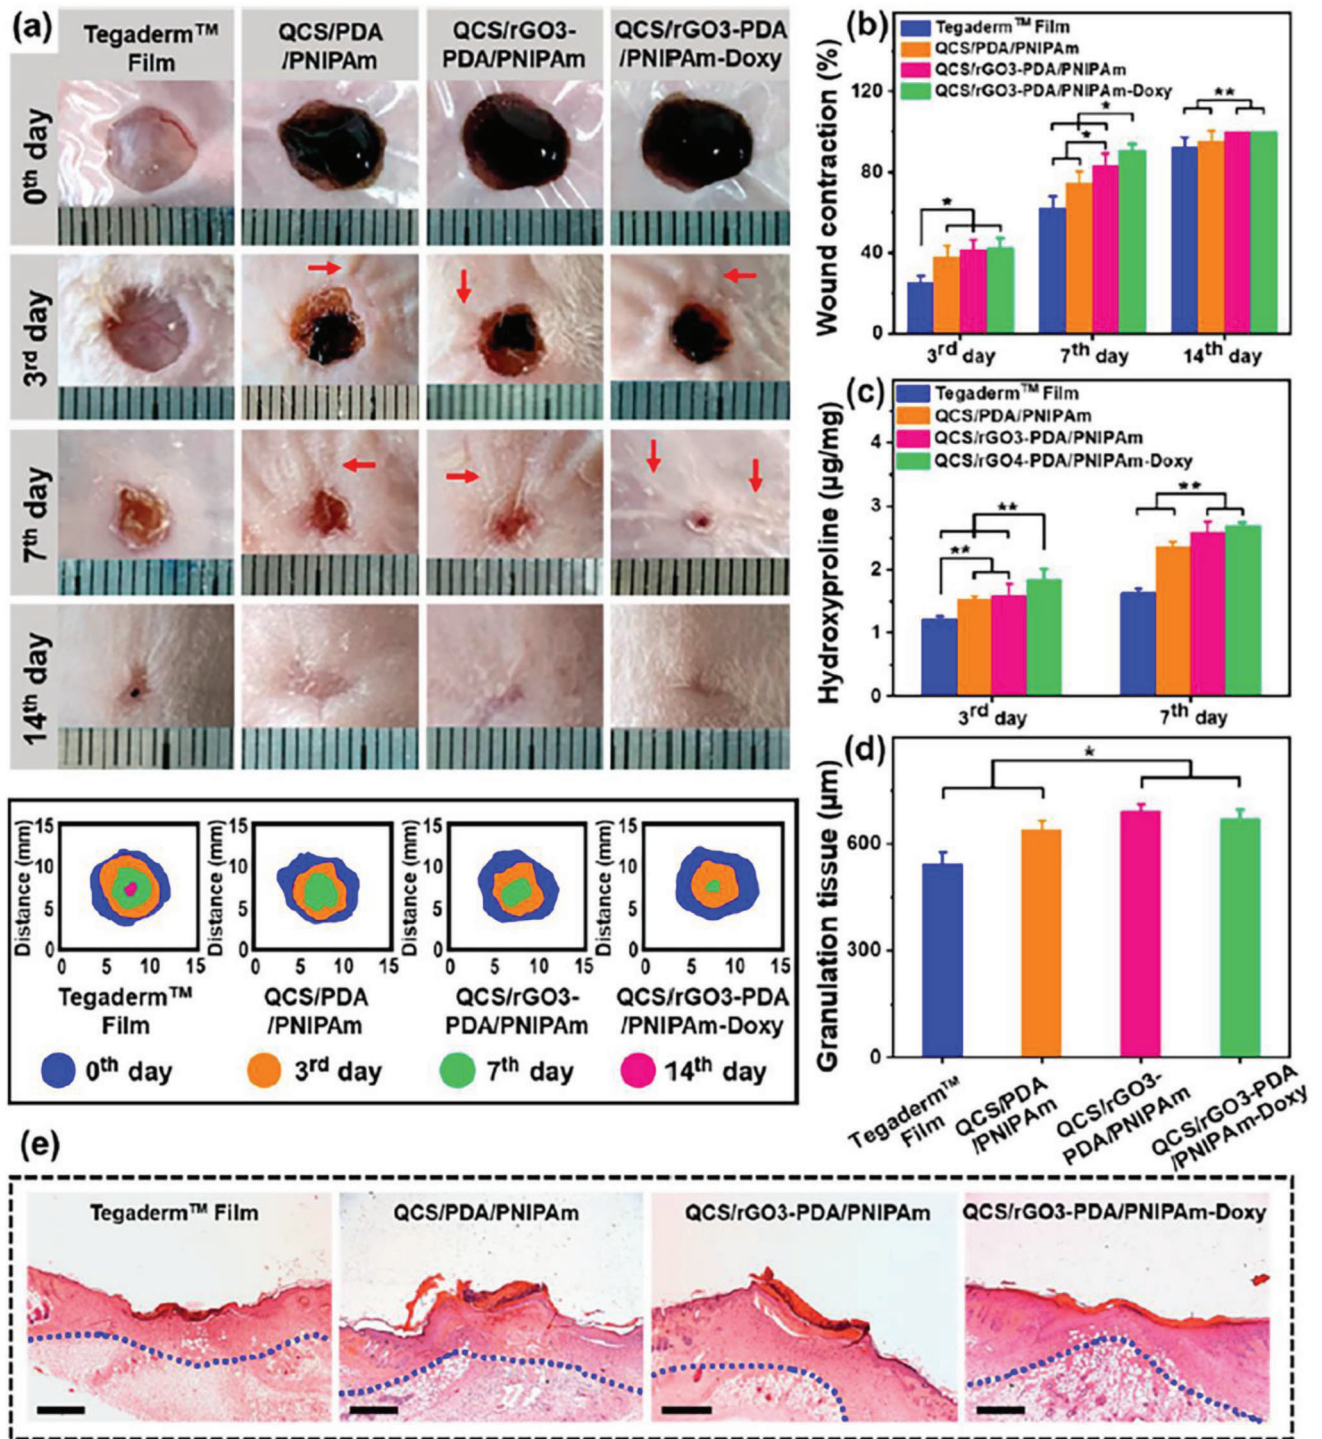 (a)
Tegaderm™
Film
QCS/PDA
/PNIPAm
QCS/rGO3-
PDA/PNIPAm
QCS/rGO3-PDA
/PNIPAm-Doxy
0th day
3rd day
7th day
14th day
Distance (mm)
15
10
5
0
0 5 10 15
Tegaderm™
Film
Distance (mm)
15
10
5
0
0 5 10 15
QCS/PDA
/PNIPAm
Distance (mm)
15
10
5
0
0 5 10 15
QCS/rGO3-
PDA/PNIPAm
Distance (mm)
15
10
5
0
0 5 10 15
QCS/rGO3-PDA
/PNIPAm-Doxy
0th day
3rd day
7th day
14th day
(b)
Wound contraction (%)
Tegaderm™ Film
QCS/PDA/PNIPAm
QCS/rGO3-PDA/PNIPAm
QCS/rGO3-PDA/PNIPAm-Doxy
120
80
40
0
*
*
*
**
3rd day
7th day
14th day
(c)
Hydroxyproline (μg/mg)
Tegaderm™ Film
QCS/PDA/PNIPAm
QCS/rGO3-PDA/PNIPAm
QCS/rGO4-PDA/PNIPAm-Doxy
4
3
2
1
0
**
**
**
3rd day
7th day
(d)
Granulation tissue (μm)
600
300
0
*
Tegaderm™
Film
QCS/PDA
/PNIPAm
QCS/rGO3-
PDA/PNIPAm
QCS/rGO3-PDA
/PNIPAm-Doxy
(e)
Tegaderm™ Film
QCS/PDA/PNIPAm
QCS/rGO3-PDA/PNIPAm
QCS/rGO3-PDA/PNIPAm-Doxy